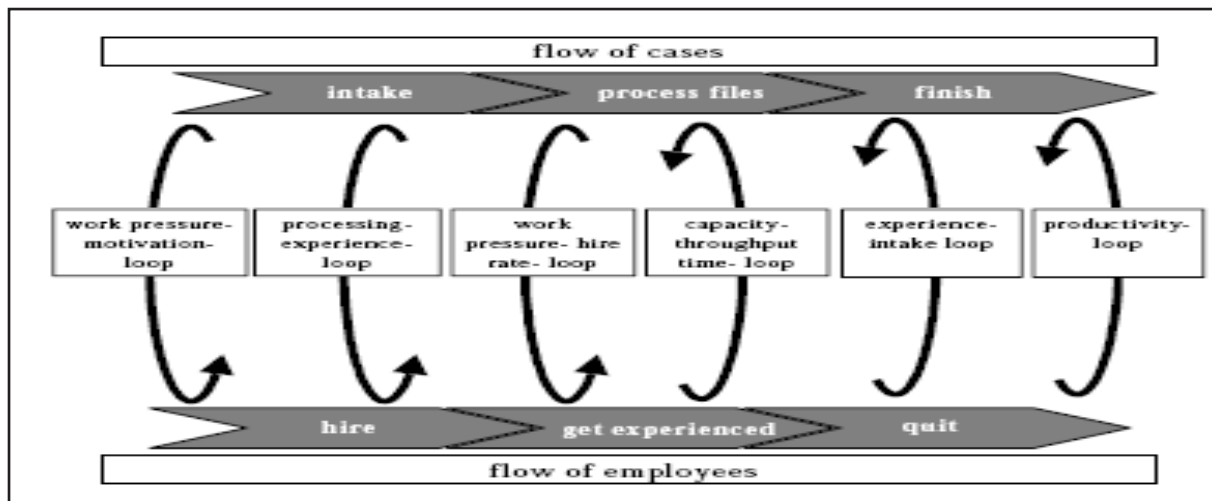 flow of cases
intake
process files
finish
work pressure-
motivation-
loop
processing-
experience-
loop
work
pressure- hire
rate- loop
capacity-
throughput
time- loop
experience-
intake loop
productivity-
loop
hire
get experienced
quit
flow of employees